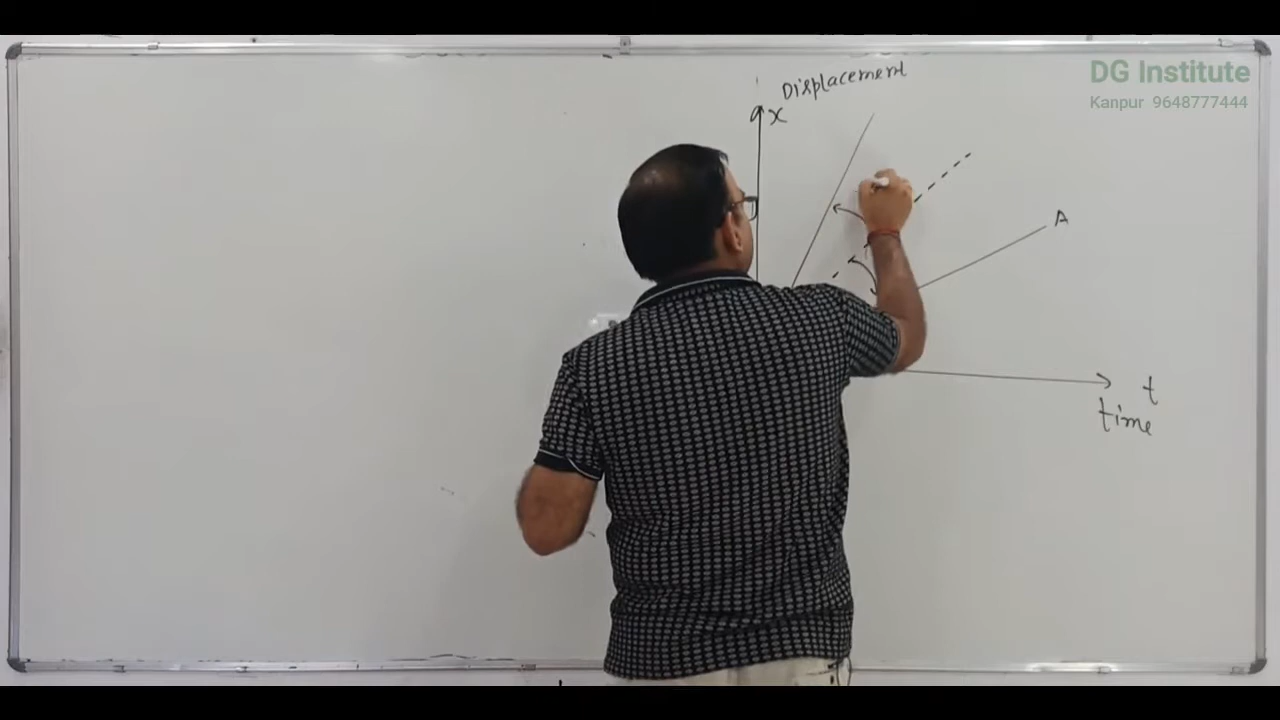 DG Institute
Kanpur 9648777444
Displacement
x
A
t
time